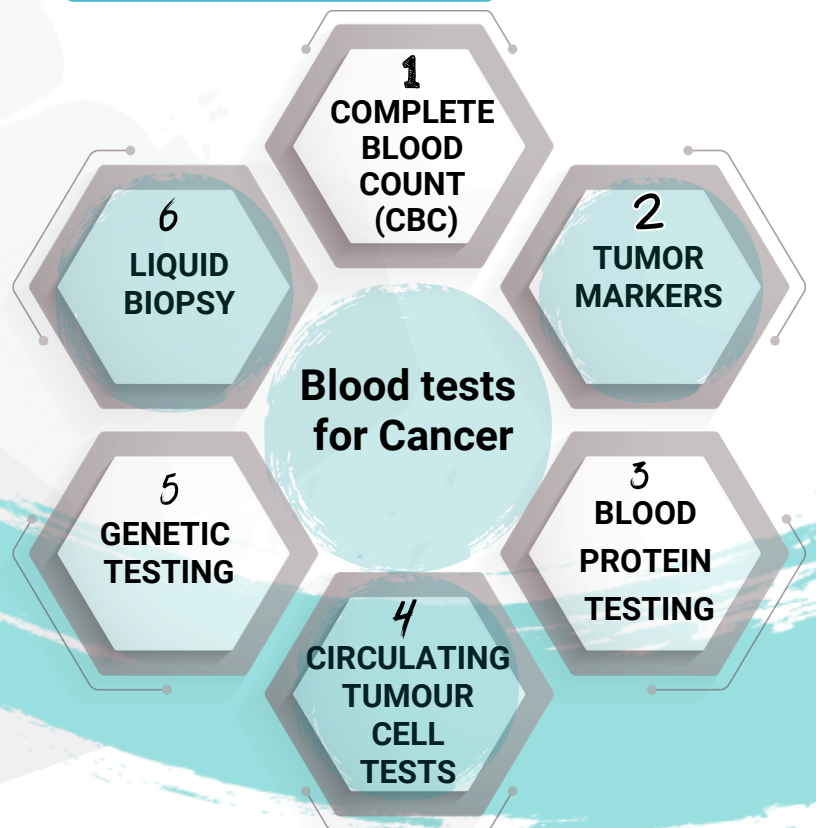 1
COMPLETE
BLOOD
COUNT
(CBC)
2
TUMOR
MARKERS
3
BLOOD
PROTEIN
TESTING
4
CIRCULATING
TUMOUR
CELL
TESTS
5
GENETIC
TESTING
6
LIQUID
BIOPSY
Blood tests
for Cancer